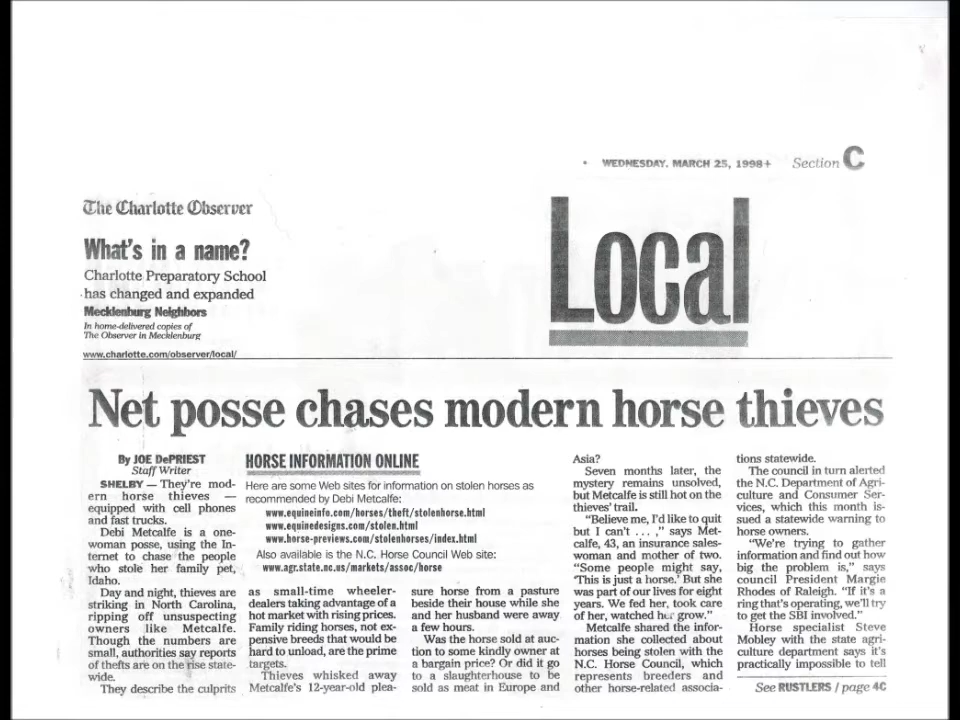 • WEDNESDAY, MARCH 25, 1998+ Section C
The Charlotte Observer
What's in a name?
Charlotte Preparatory School
has changed and expanded
Mecklenburg Neighbors
In home-delivered copies of
The Observer in Mecklenburg
www.charlotte.com/observer/local/
Local
Net posse chases modern horse thieves
By JOE DePRIEST
Staff Writer
SHELBY — They're mod-
ern horse thieves —
equipped with cell phones
and fast trucks.
Debi Metcalfe is a one-
woman posse, using the In-
ternet to chase the people
who stole her family pet,
Idaho.
Day and night, thieves are
striking in North Carolina,
ripping off unsuspecting
owners like Metcalfe.
Though the numbers are
small, authorities say reports
of thefts are on the rise state-
wide.
They describe the culprits
HORSE INFORMATION ONLINE
Here are some Web sites for information on stolen horses as
recommended by Debi Metcalfe:
www.equineinfo.com/horses/theft/stolenhorse.html
www.equinedesigns.com/stolen.html
www.horse-previews.com/stolenhorses/index.html
Also available is the N.C. Horse Council Web site:
www.agr.state.nc.us/markets/assoc/horse
as small-time wheeler-
dealers taking advantage of a
hot market with rising prices.
Family riding horses, not ex-
pensive breeds that would be
hard to unload, are the prime
targets.
Thieves whisked away
Metcalfe's 12-year-old plea-
sure horse from a pasture
beside their house while she
and her husband were away
a few hours.
Was the horse sold at auc-
tion to some kindly owner at
a bargain price? Or did it go
to a slaughterhouse to be
sold as meat in Europe and
Asia?
Seven months later, the
mystery remains unsolved,
but Metcalfe is still hot on the
thieves' trail.
"Believe me, I'd like to quit
but I can't . . . ," says Met-
calfe, 43, an insurance sales-
woman and mother of two.
"Some people might say,
'This is just a horse.' But she
was part of our lives for eight
years. We fed her, took care
of her, watched her grow."
Metcalfe shared the infor-
mation she collected about
horses being stolen with the
N.C. Horse Council, which
represents breeders and
other horse-related associa-
tions statewide.
The council in turn alerted
the N.C. Department of Agri-
culture and Consumer Ser-
vices, which this month is-
sued a statewide warning to
horse owners.
"We're trying to gather
information and find out how
big the problem is," says
council President Margie
Rhodes of Raleigh. "If it's a
ring that's operating, we'll try
to get the SBI involved."
Horse specialist Steve
Mobley with the state agri-
culture department says it's
practically impossible to tell
See RUSTLERS / page 4C